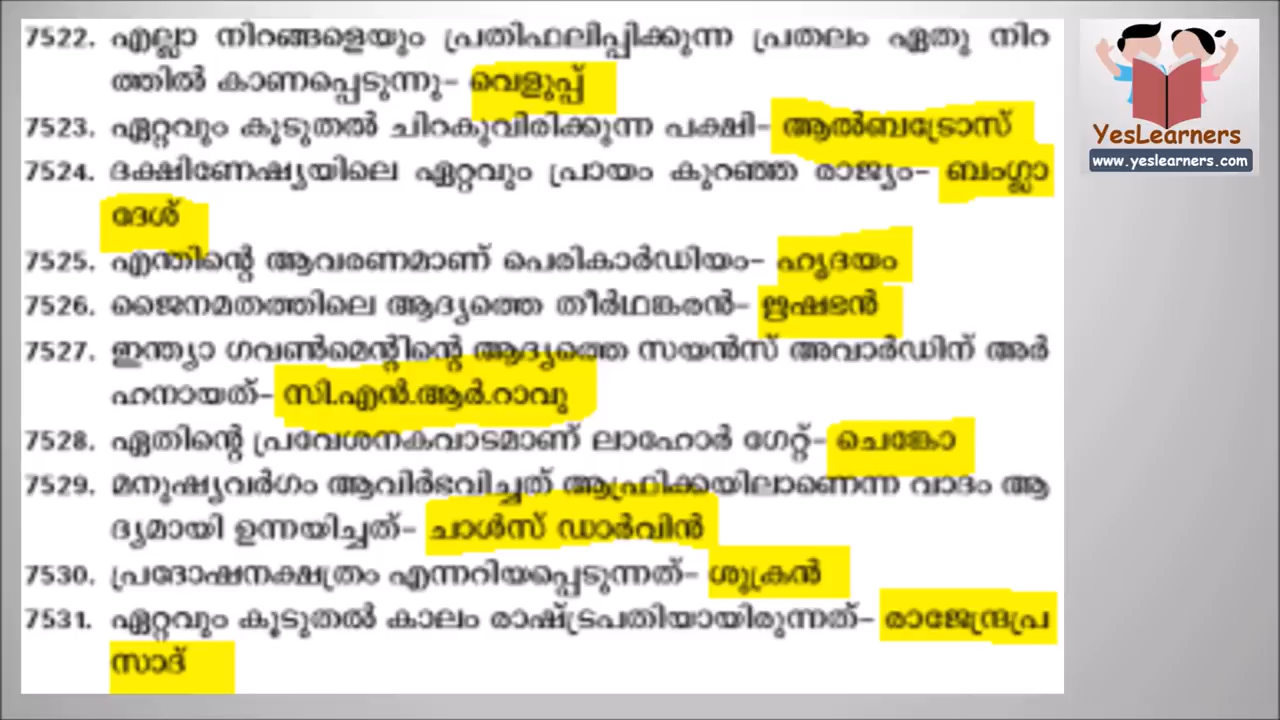 7522. എല്ലാ നിറങ്ങളെയും പ്രതിഫലിപ്പിക്കുന്ന പ്രതലം ഏതു നിറ
ത്തിൽ കാണപ്പെടുന്നു- വെളുപ്പ്
7523. ഏറ്റവും കൂടുതൽ ചിറകുവിരിക്കുന്ന പക്ഷി- ആൽബട്രോസ്
7524. ദക്ഷിണേഷ്യയിലെ ഏറ്റവും പ്രായം കുറഞ്ഞ രാജ്യം- ബംഗ്ലാ
ദേശ്
7525. എന്തിന്റെ ആവരണമാണ് പെരികാർഡിയം- ഹൃദയം
7526. ജൈനമതത്തിലെ ആദ്യത്തെ തീർഥങ്കരൻ- ഋഷഭൻ
7527. ഇന്ത്യാ ഗവൺമെന്റിന്റെ ആദ്യത്തെ സയൻസ് അവാർഡിന് അർ
ഹനായത്- സി.എൻ.ആർ.റാവു
7528. ഏതിന്റെ പ്രവേശനകവാടമാണ് ലാഹോർ ഗേറ്റ്- ചെങ്കോ
7529. മനുഷ്യവർഗം ആവിർഭവിച്ചത് ആഫ്രിക്കയിലാണെന്ന വാദം ആ
ദ്യമായി ഉന്നയിച്ചത്- ചാൾസ് ഡാർവിൻ
7530. പ്രദോഷനക്ഷത്രം എന്നറിയപ്പെടുന്നത്- ശുക്രൻ
7531. ഏറ്റവും കൂടുതൽ കാലം രാഷ്ട്രപതിയായിരുന്നത്- രാജേന്ദ്രപ്ര
സാദ്
YesLearners
www.yeslearners.com